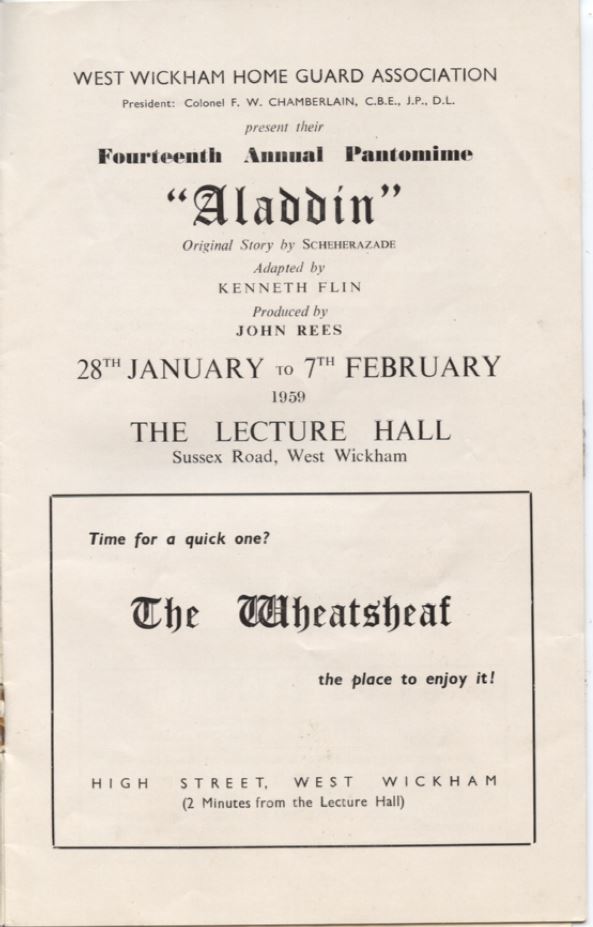 WEST WICKHAM HOME GUARD ASSOCIATION
President: Colonel F. W. CHAMBERLAIN, C.B.E., J.P., D.L.
present their
Fourteenth Annual Pantomime
“Aladdin”
Original Story by SCHEHERAZADE
Adapted by
KENNETH FLIN
Produced by
JOHN REES
28TH JANUARY TO 7TH FEBRUARY
1959
THE LECTURE HALL
Sussex Road, West Wickham
Time for a quick one?
The Wheatsheaf
the place to enjoy it!
HIGH STREET, WEST WICKHAM
(2 Minutes from the Lecture Hall)